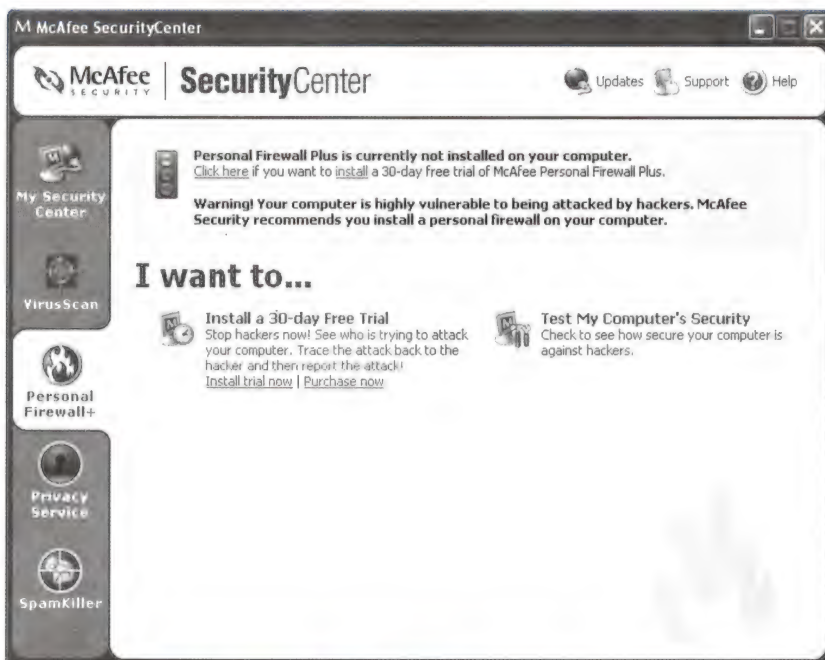 M McAfee SecurityCenter
McAfee SECURITY
SecurityCenter
Updates Support Help
My Security
Center
VirusScan
Personal
Firewall+
Privacy
Service
SpamKiller
Personal Firewall Plus is currently not installed on your computer.
Click here if you want to install a 30-day free trial of McAfee Personal Firewall Plus.
Warning! Your computer is highly vulnerable to being attacked by hackers. McAfee
Security recommends you install a personal firewall on your computer.
I want to...
Install a 30-day Free Trial
Stop hackers now! See who is trying to attack
your computer. Trace the attack back to the
hacker and then report the attack!
Install trial now | Purchase now
Test My Computer's Security
Check to see how secure your computer is
against hackers.